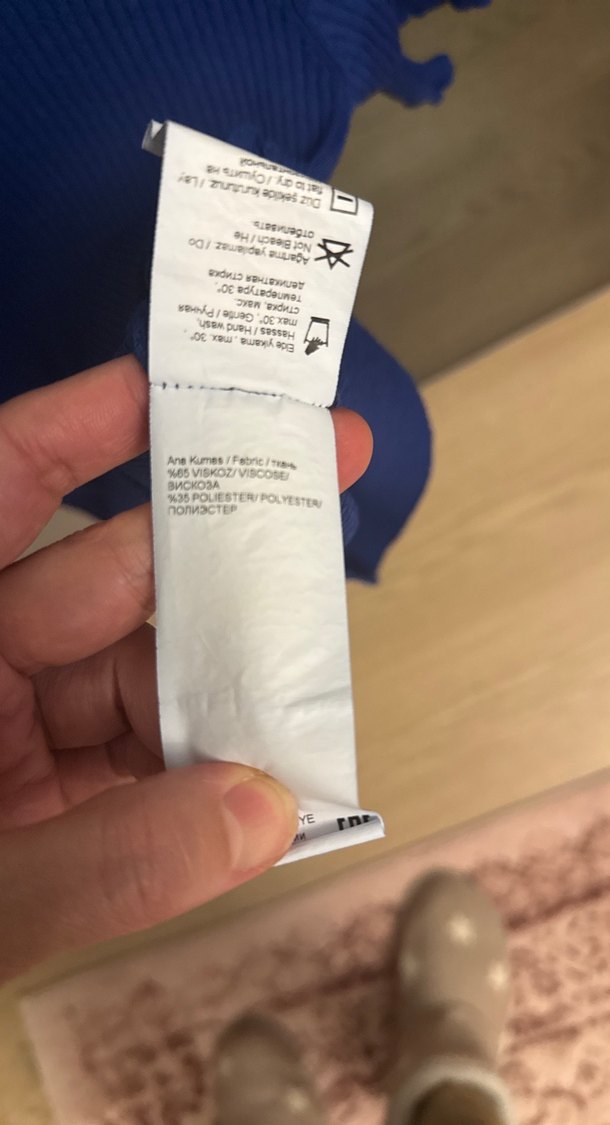 Elde yıkama, max. 30°,
Hassas / Hand wash,
max.30°, Gentle / Ручная
стирка, макс.
температура 30°,
деликатная стирка
Ağartma yapılamaz / Do
Not Bleach / Не
отбеливать
Düz şekilde kurutunuz / Lay
flat to dry. / Сушить на
Ana Kumas / Fabric / ткань
%65 VISKOZ/ VISCOSE/
ВИСКОЗА
%35 POLIESTER/ POLYESTER/
ПОЛИЭСТЕР